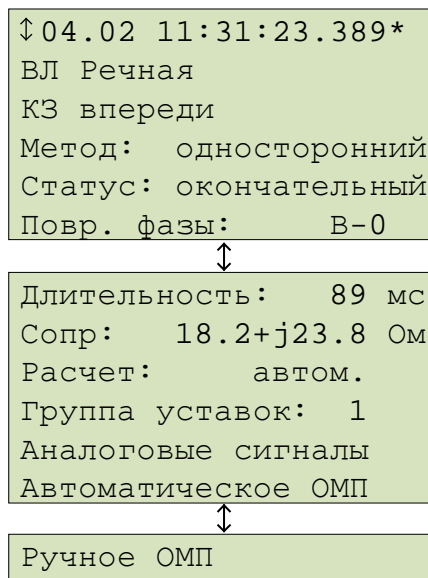 ↕04.02 11:31:23.389*
ВЛ Речная
КЗ впереди
Метод: односторонний
Статус: окончательный
Повр. фазы: В-0
Длительность: 89 мс
Сопр: 18.2+j23.8 Ом
Расчет: автом.
Группа уставок: 1
Аналоговые сигналы
Автоматическое ОМП
Ручное ОМП